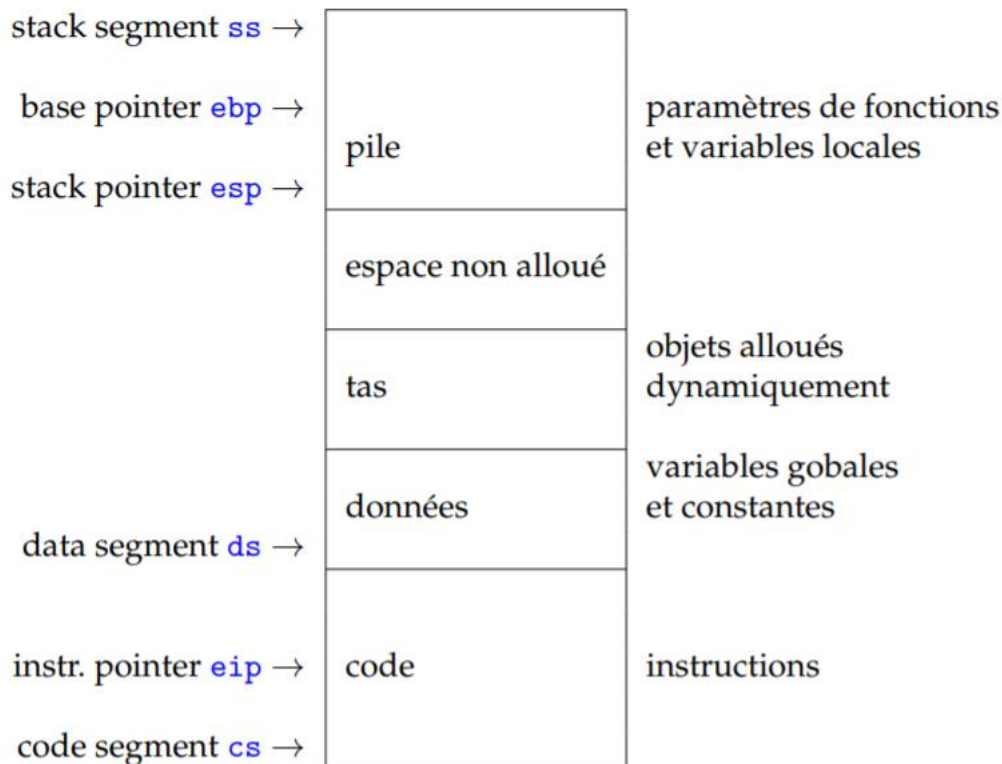 stack segment ss →
base pointer ebp →
paramètres de fonctions
pile
et variables locales
stack pointer esp →
espace non alloué
objets alloués
tas
dynamiquement
variables gobales
données
et constantes
data segment ds →
instr. pointer eip →
code
instructions
code segment cs →